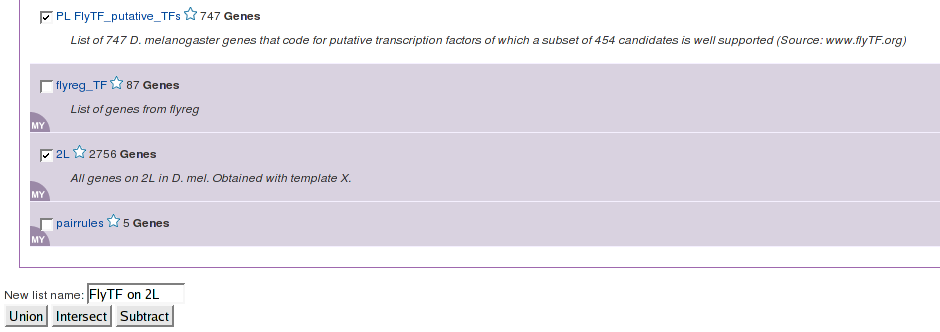 PL FlyTF_putative_TFs 747 Genes
List of 747 D. melanogaster genes that code for putative transcription factors of which a subset of 454 candidates is well supported (Source: www.flyTF.org)
flyreg_TF 87 Genes
List of genes from flyreg
MY
2L 2756 Genes
All genes on 2L in D. mel. Obtained with template X.
MY
pairrules 5 Genes
MY
New list name: FlyTF on 2L
Union Intersect Subtract